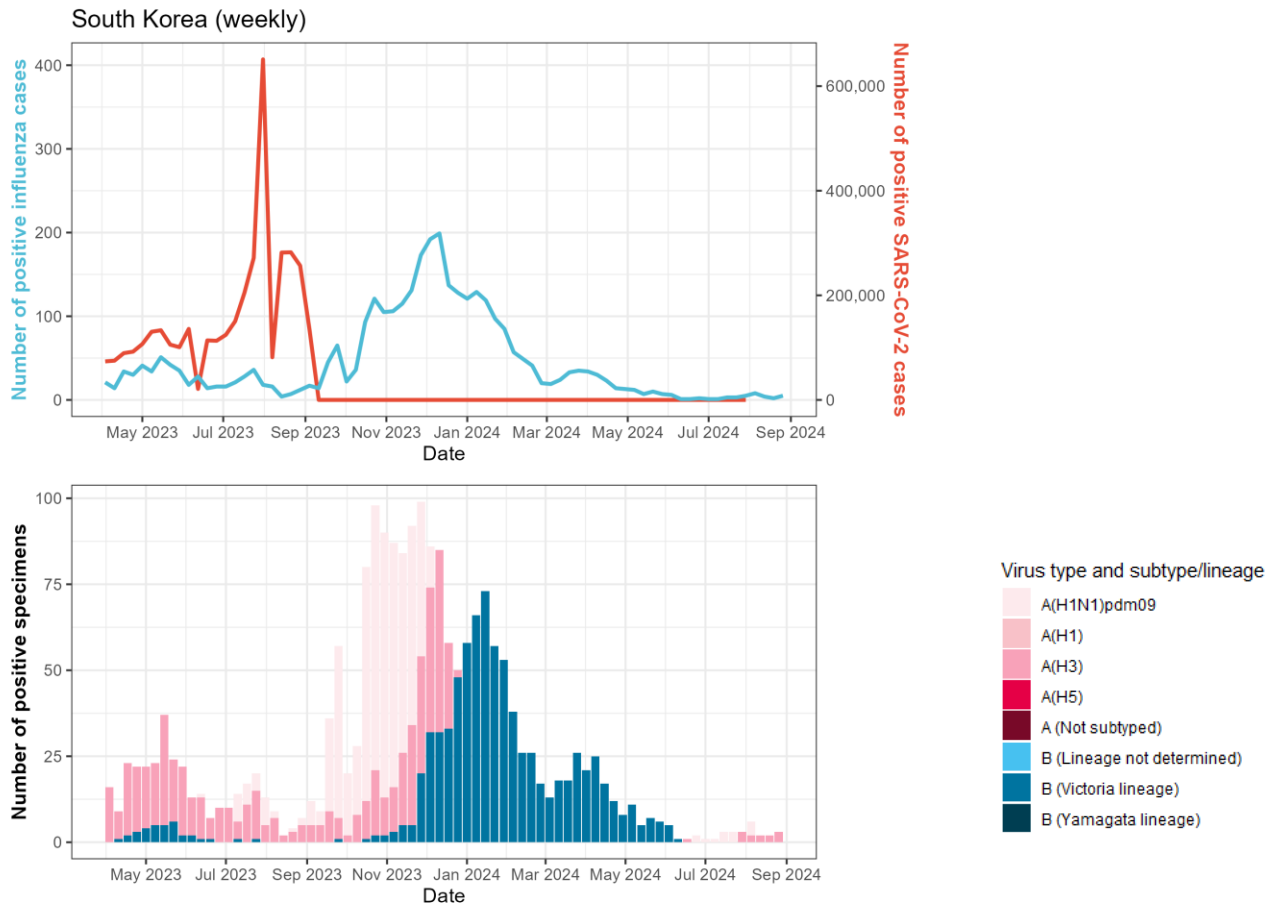 South Korea (weekly)
Number of positive influenza cases
400
300
200
100
0
600,000
400,000
200,000
0
Number of positive SARS-CoV-2 cases
May 2023 Jul 2023 Sep 2023 Nov 2023 Jan 2024 Mar 2024 May 2024 Jul 2024 Sep 2024
Date
Number of positive specimens
100
75
50
25
0
May 2023 Jul 2023 Sep 2023 Nov 2023 Jan 2024 Mar 2024 May 2024 Jul 2024 Sep 2024
Date
Virus type and subtype/lineage
A(H1N1)pdm09
A(H1)
A(H3)
A(H5)
A (Not subtyped)
B (Lineage not determined)
B (Victoria lineage)
B (Yamagata lineage)